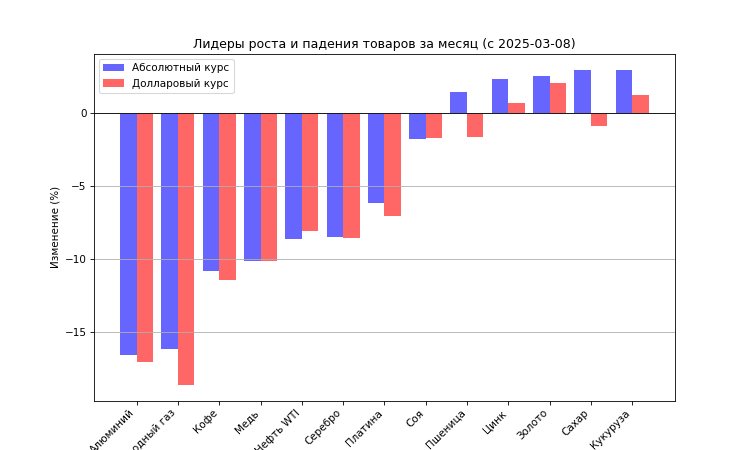 Лидеры роста и падения товаров за месяц (с 2025-03-08)
Абсолютный курс
Долларовый курс
Изменение (%)
0
−5
−10
−15
Алюминий
одный газ
Кофе
Медь
Нефть WTI
Серебро
Платина
Соя
Пшеница
Цинк
Золото
Сахар
Кукуруза